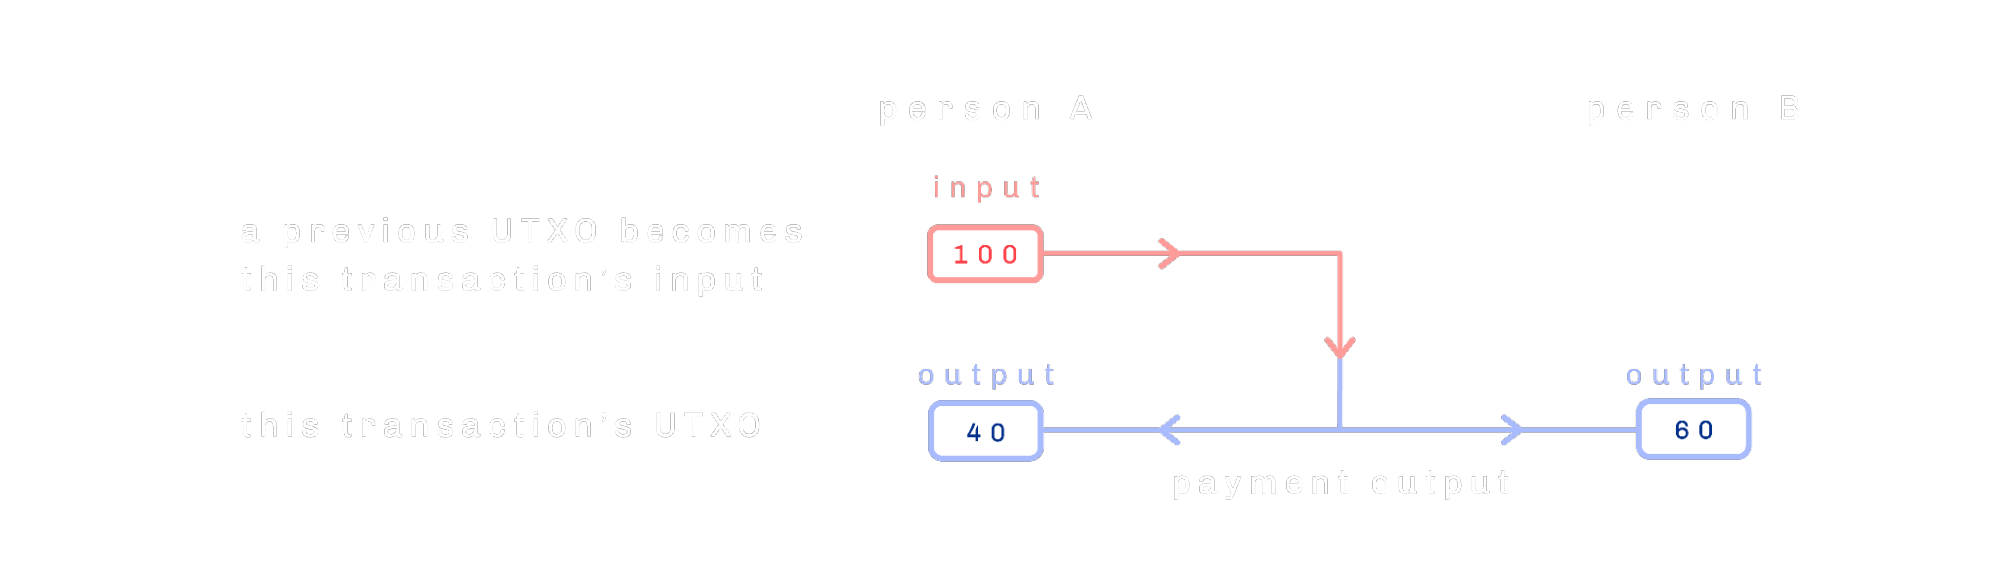 person A
person B
input
a previous UTXO becomes
this transaction's input
100
output
output
this transaction's UTXO
40
60
payment output